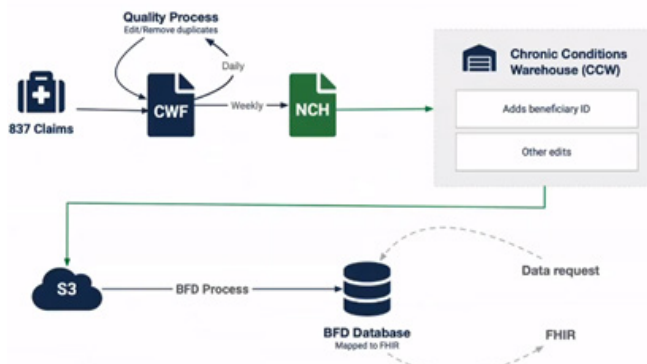 Quality Process
Edit/Remove duplicates
Daily
837 Claims
CWF
Weekly
NCH
Chronic Conditions
Warehouse (CCW)
Adds beneficiary ID
Other edits
S3
BFD Process
BFD Database
Mapped to FHIR
Data request
FHIR